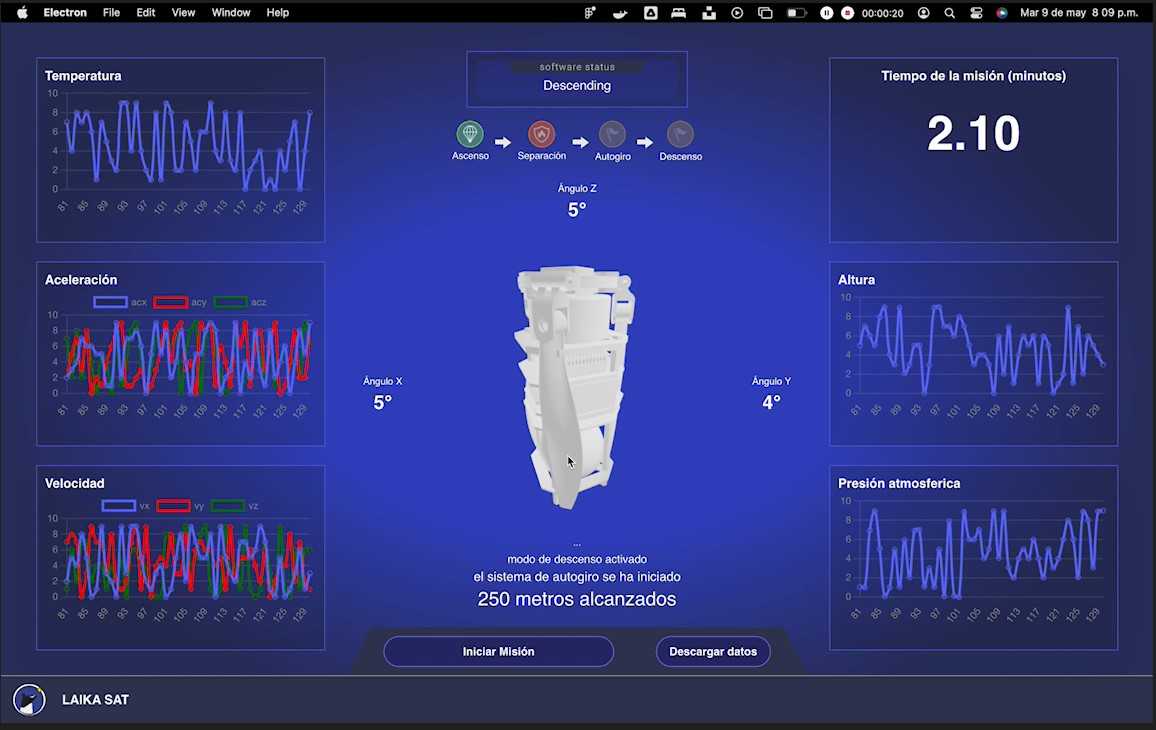 Electron File Edit View Window Help 00:00:20 Mar 9 de may 8 09 p.m.
Temperatura
10
8
6
4
2
0
81 85 89 93 97 101 105 109 113 117 121 125 129
software status
Descending
Ascenso Separación Autogiro Descenso
Ángulo Z
5°
Tiempo de la misión (minutos)
2.10
Aceleración
acx acy acz
10
8
6
4
2
0
81 85 89 93 97 101 105 109 113 117 121 125 129
Ángulo X
5°
Ángulo Y
4°
Altura
10
8
6
4
2
0
81 85 89 93 97 101 105 109 113 117 121 125 129
Velocidad
vx vy vz
10
8
6
4
2
0
81 85 89 93 97 101 105 109 113 117 121 125 129
...
modo de descenso activado
el sistema de autogiro se ha iniciado
250 metros alcanzados
Presión atmosferica
10
8
6
4
2
0
81 85 89 93 97 101 105 109 113 117 121 125 129
Iniciar Misión Descargar datos
LAIKA SAT